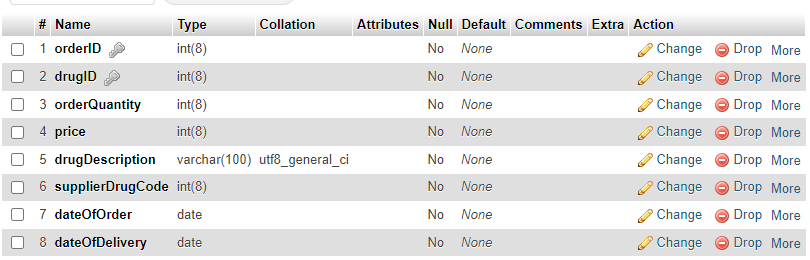 # Name Type Collation Attributes Null Default Comments Extra Action
1 orderID int(8) No None Change Drop More
2 drugID int(8) No None Change Drop More
3 orderQuantity int(8) No None Change Drop More
4 price int(8) No None Change Drop More
5 drugDescription varchar(100) utf8_general_ci No None Change Drop More
6 supplierDrugCode int(8) No None Change Drop More
7 dateOfOrder date No None Change Drop More
8 dateOfDelivery date No None Change Drop More